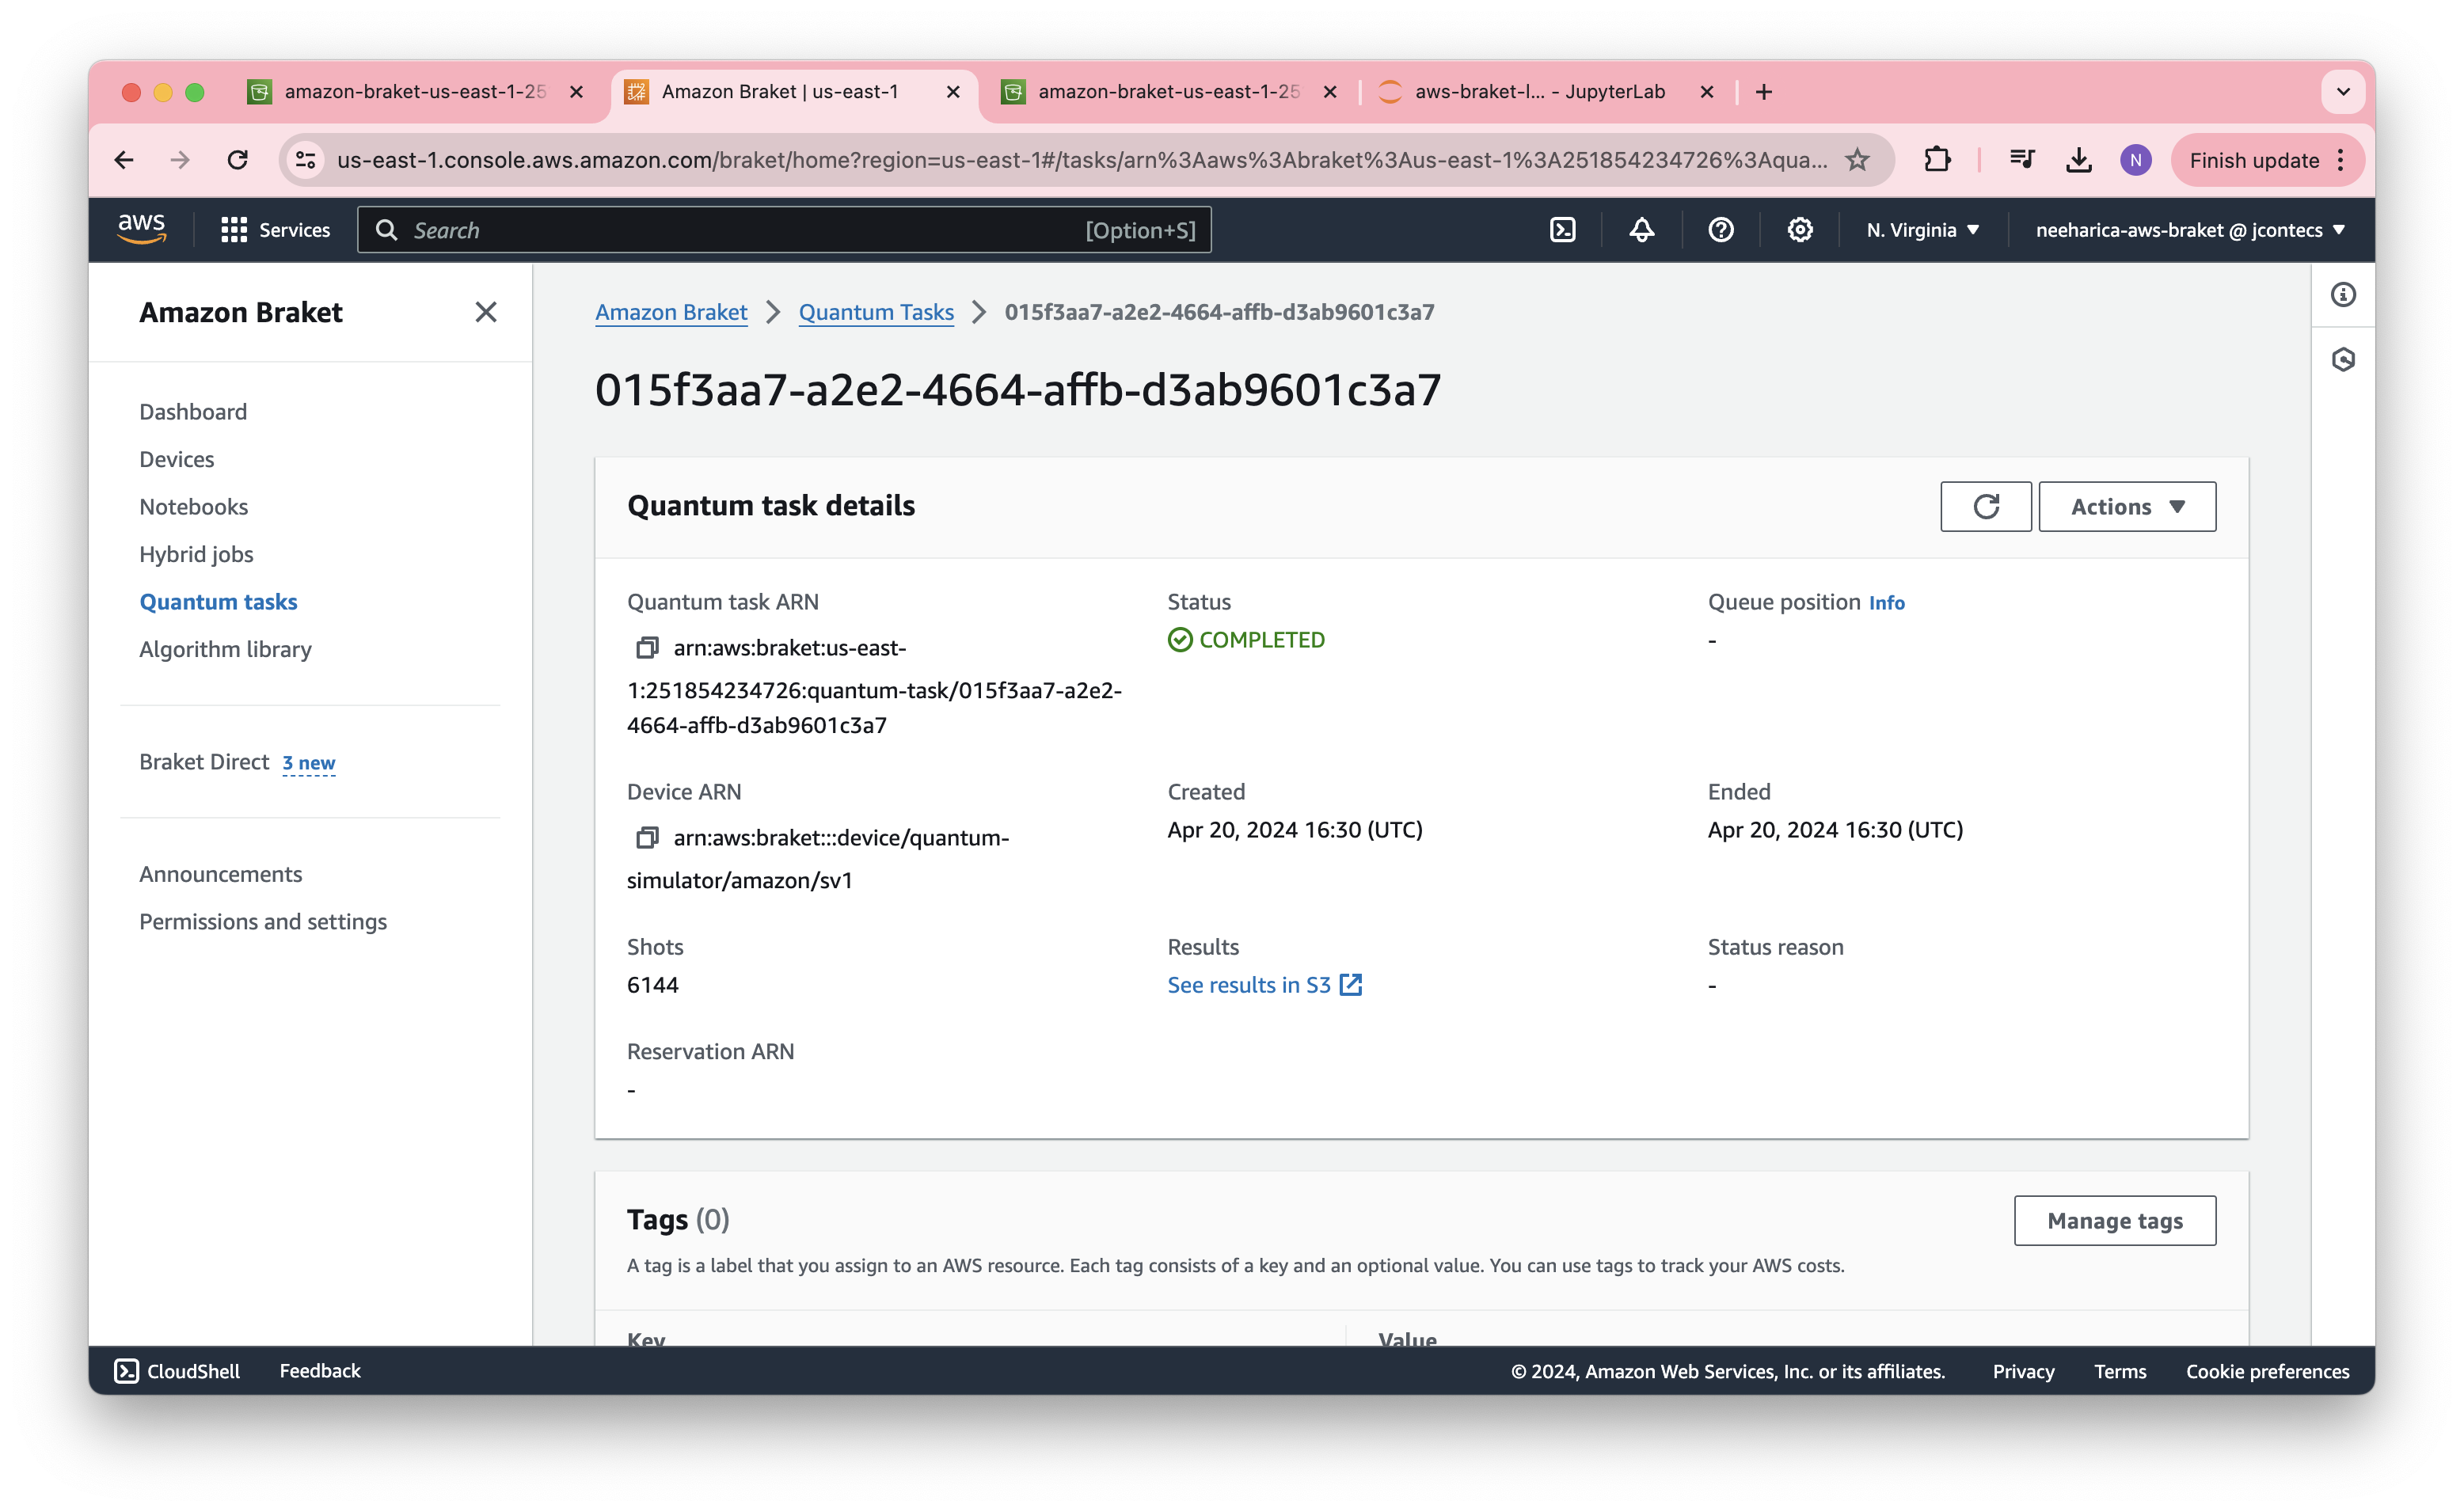 amazon-braket-us-east-1-25
Amazon Braket | us-east-1
amazon-braket-us-east-1-25
aws-braket-l... - JupyterLab
us-east-1.console.aws.amazon.com/braket/home?region=us-east-1#/tasks/arn%3Aaws%3Abraket%3Aus-east-1%3A251854234726%3Aqua...
N
Finish update
aws
Services
Search
[Option+S]
N. Virginia
neeharica-aws-braket @ jcontecs
Amazon Braket
Dashboard
Devices
Notebooks
Hybrid jobs
Quantum tasks
Algorithm library
Braket Direct 3 new
Announcements
Permissions and settings
Amazon Braket > Quantum Tasks > 015f3aa7-a2e2-4664-affb-d3ab9601c3a7
015f3aa7-a2e2-4664-affb-d3ab9601c3a7
Quantum task details
Actions
Quantum task ARN
arn:aws:braket:us-east-
1:251854234726:quantum-task/015f3aa7-a2e2-
4664-affb-d3ab9601c3a7
Status
COMPLETED
Queue position Info
-
Device ARN
arn:aws:braket:::device/quantum-
simulator/amazon/sv1
Created
Apr 20, 2024 16:30 (UTC)
Ended
Apr 20, 2024 16:30 (UTC)
Shots
6144
Results
See results in S3
Status reason
-
Reservation ARN
-
Tags (0)
Manage tags
A tag is a label that you assign to an AWS resource. Each tag consists of a key and an optional value. You can use tags to track your AWS costs.
Key
Value
CloudShell
Feedback
© 2024, Amazon Web Services, Inc. or its affiliates.
Privacy
Terms
Cookie preferences